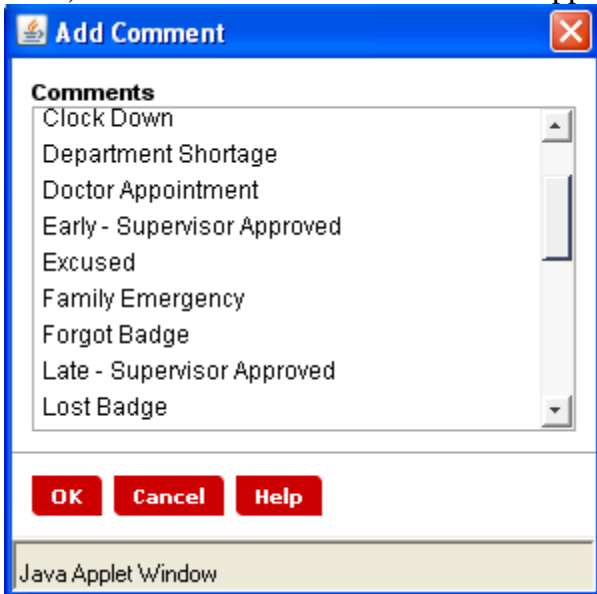 Add Comment
Comments
Clock Down
Department Shortage
Doctor Appointment
Early - Supervisor Approved
Excused
Family Emergency
Forgot Badge
Late - Supervisor Approved
Lost Badge
OK Cancel Help
Java Applet Window